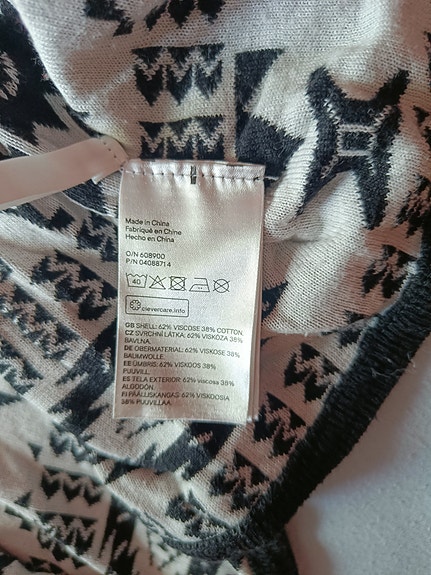 Made in China
Fabriqué en Chine
Hecho en China
O/N 608900
P/N 04088714
40
clevercare.info
GB SHELL: 62% VISCOSE 38% COTTON.
CZ SVRCHNÍ LÁTKA: 62% VISKÓZA 38%
BAVLNA.
DE OBERMATERIAL: 62% VISKOSE 38%
BAUMWOLLE.
EE ÜMBRIS: 62% VISKOOS 38%
PUUVILL.
ES TELA EXTERIOR: 62% viscosa 38%
ALGODÓN.
FI PÄÄLLISKANGAS: 62% VISKOOSIA
38% PUUVILLAA.